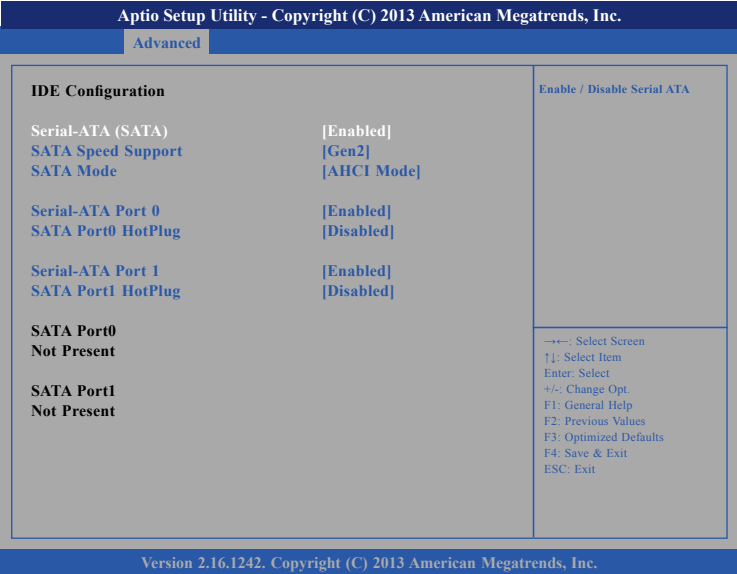 Aptio Setup Utility - Copyright (C) 2013 American Megatrends, Inc.
Advanced
IDE Configuration
Serial-ATA (SATA) [Enabled]
SATA Speed Support [Gen2]
SATA Mode [AHCI Mode]
Serial-ATA Port 0 [Enabled]
SATA Port0 HotPlug [Disabled]
Serial-ATA Port 1 [Enabled]
SATA Port1 HotPlug [Disabled]
SATA Port0
Not Present
SATA Port1
Not Present
Enable / Disable Serial ATA
→←: Select Screen
↑↓: Select Item
Enter: Select
+/-: Change Opt.
F1: General Help
F2: Previous Values
F3: Optimized Defaults
F4: Save & Exit
ESC: Exit
Version 2.16.1242. Copyright (C) 2013 American Megatrends, Inc.